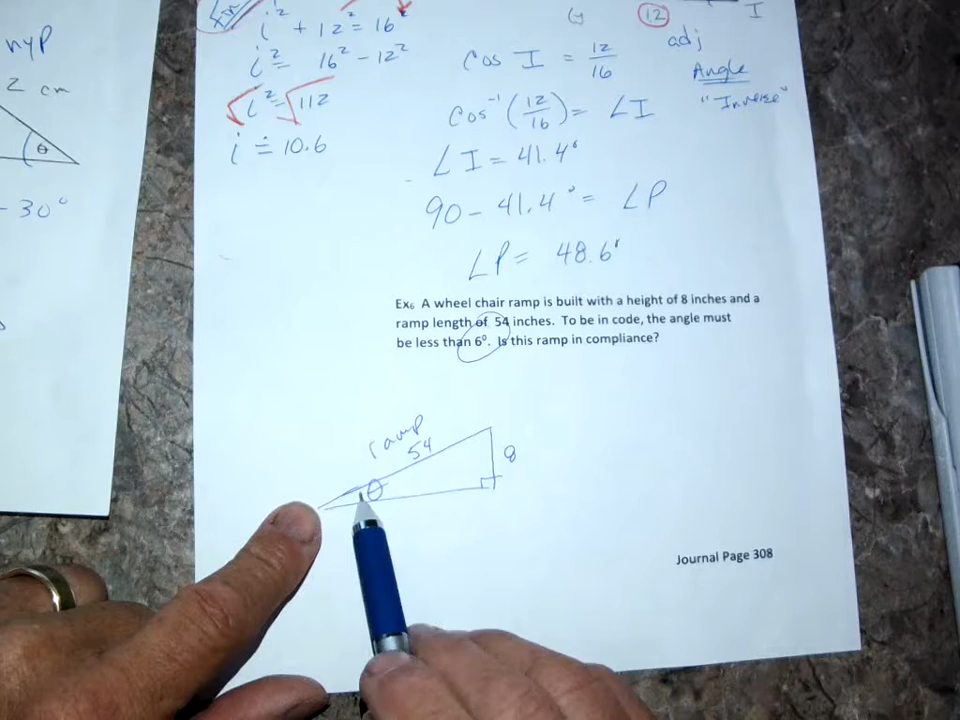 hyp
2 cm
θ
- 30°
i² + 12² = 16²
i² = 16² - 12²
√i² = √112
i ≐ 10.6
12
I
adj
Cos I = 12/16
Angle
"Inverse"
Cos⁻¹(12/16) = ∠I
∠I = 41.4°
90 - 41.4° = ∠P
∠P = 48.6°
Ex6 A wheel chair ramp is built with a height of 8 inches and a
ramp length of 54 inches. To be in code, the angle must
be less than 6⁰. Is this ramp in compliance?
ramp
54
8
θ
Journal Page 308